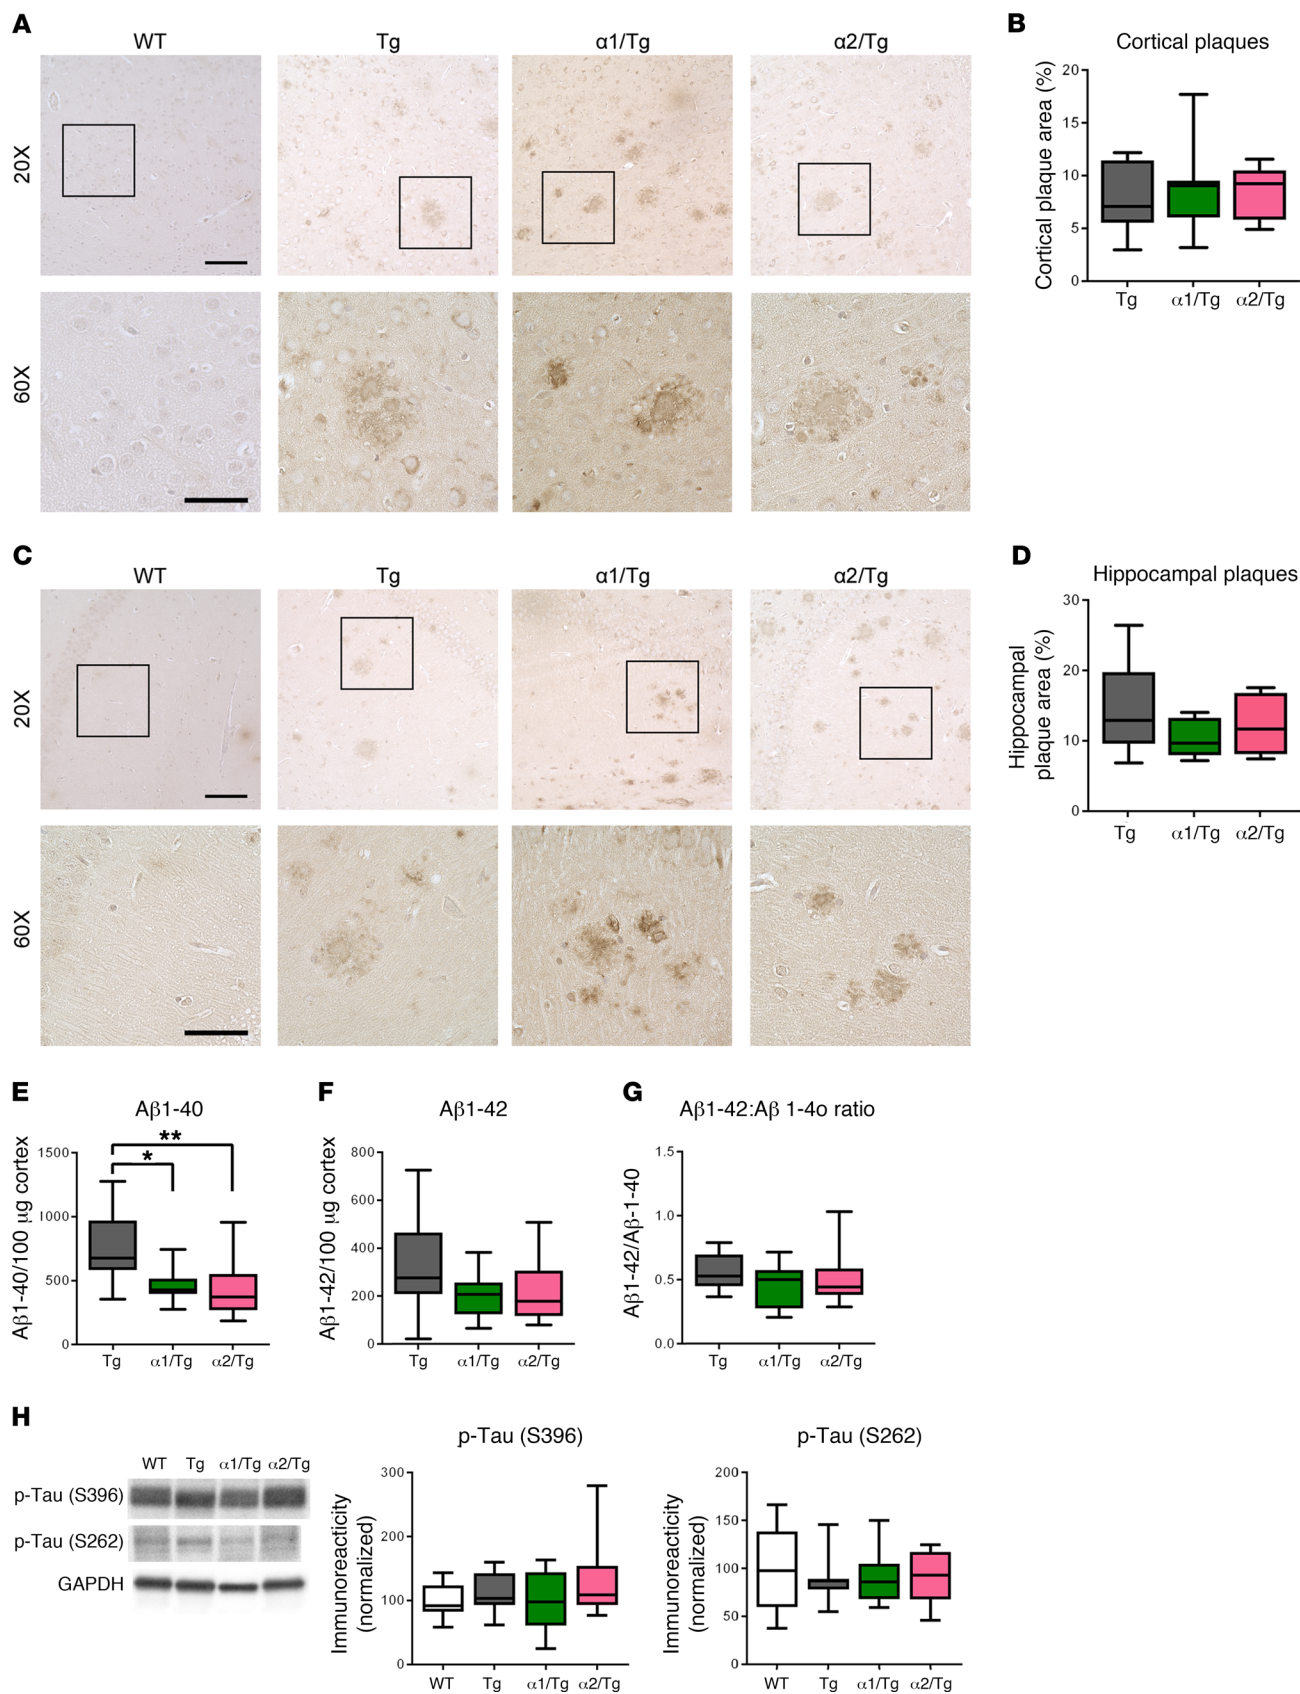 A
WT Tg α1/Tg α2/Tg
20X
60X
B
Cortical plaques
Cortical plaque area (%)
20
15
10
5
0
Tg α1/Tg α2/Tg
C
WT Tg α1/Tg α2/Tg
20X
60X
D
Hippocampal plaques
Hippocampal
plaque area (%)
30
20
10
0
Tg α1/Tg α2/Tg
E
Aβ1-40
Aβ1-40/100 µg cortex
1500
1000
500
0
**
*
Tg α1/Tg α2/Tg
F
Aβ1-42
Aβ1-42/100 µg cortex
800
600
400
200
0
Tg α1/Tg α2/Tg
G
Aβ1-42:Aβ 1-4o ratio
Aβ1-42/Aβ-1-40
1.5
1.0
0.5
0.0
Tg α1/Tg α2/Tg
H
WT Tg α1/Tg α2/Tg
p-Tau (S396)
p-Tau (S262)
GAPDH
p-Tau (S396)
Immunoreacticity
(normalized)
300
200
100
0
WT Tg α1/Tg α2/Tg
p-Tau (S262)
Immunoreacticity
(normalized)
200
150
100
50
0
WT Tg α1/Tg α2/Tg